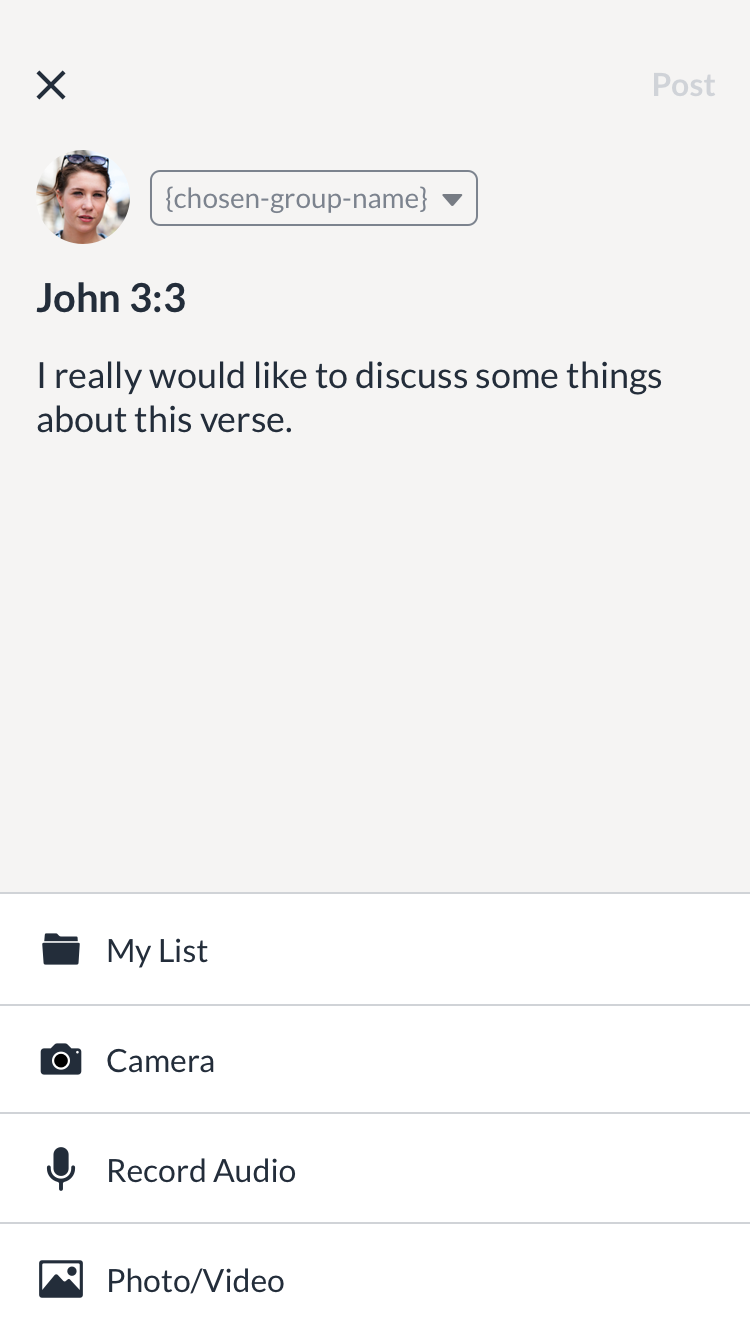 Post
{chosen-group-name}
John 3:3
I really would like to discuss some things
about this verse.
My List
Camera
Record Audio
Photo/Video